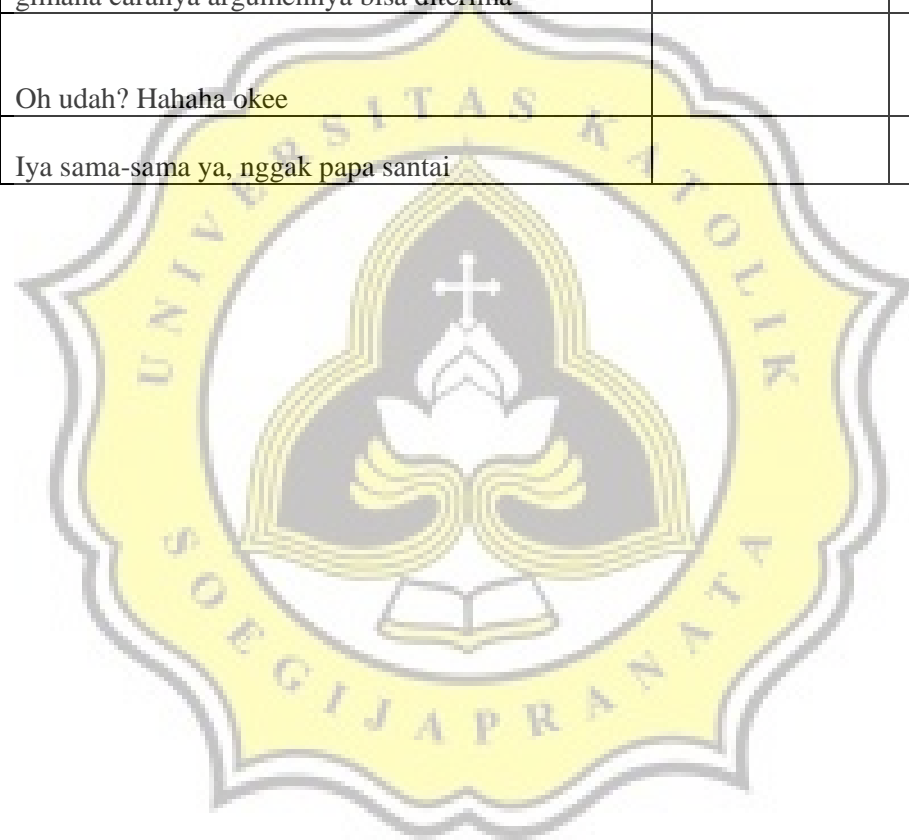 gimana caranya argumennya bisa diterima
Oh udah? Hahaha okee
Iya sama-sama ya, nggak papa santai
UNIVERSITAS KATOLIK
SOEGIJAPRANATA